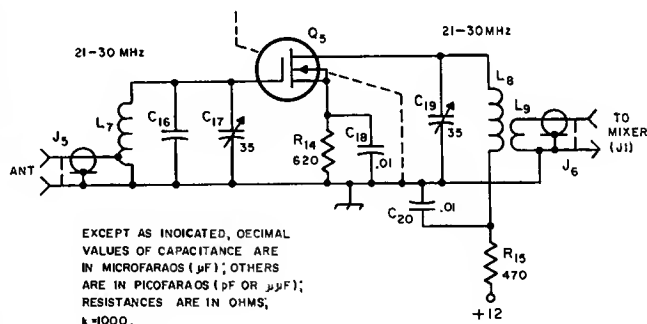 Q5
21-30 MHz
21-30MHz
L8
L7
C16
C17
35
C19
35
L9
TO
MIXER
(J1)
J5
R14
620
C18
.01
J6
ANT
C20
.01
EXCEPT AS INDICATED, DECIMAL
VALUES OF CAPACITANCE ARE
IN MICROFARADS (µF); OTHERS
ARE IN PICOFARADS (pF OR µµF);
RESISTANCES ARE IN OHMS;
k=1000.
R15
470
+12